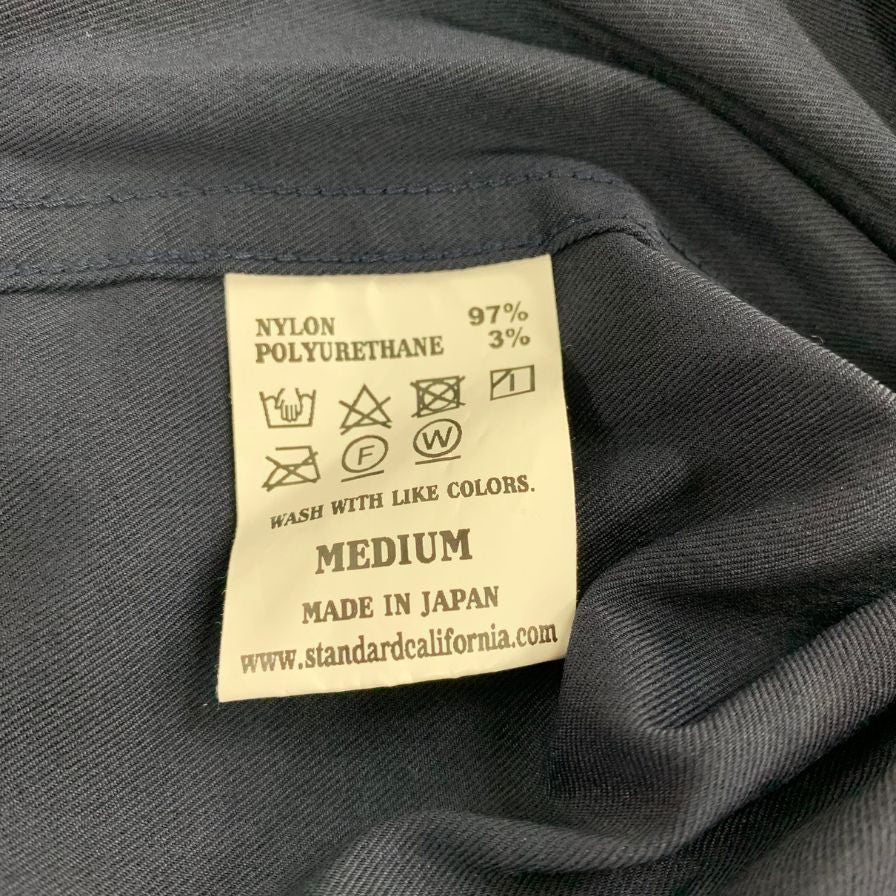 NYLON 97%
POLYURETHANE 3%
F W
WASH WITH LIKE COLORS.
MEDIUM
MADE IN JAPAN
www.standardcalifornia.com